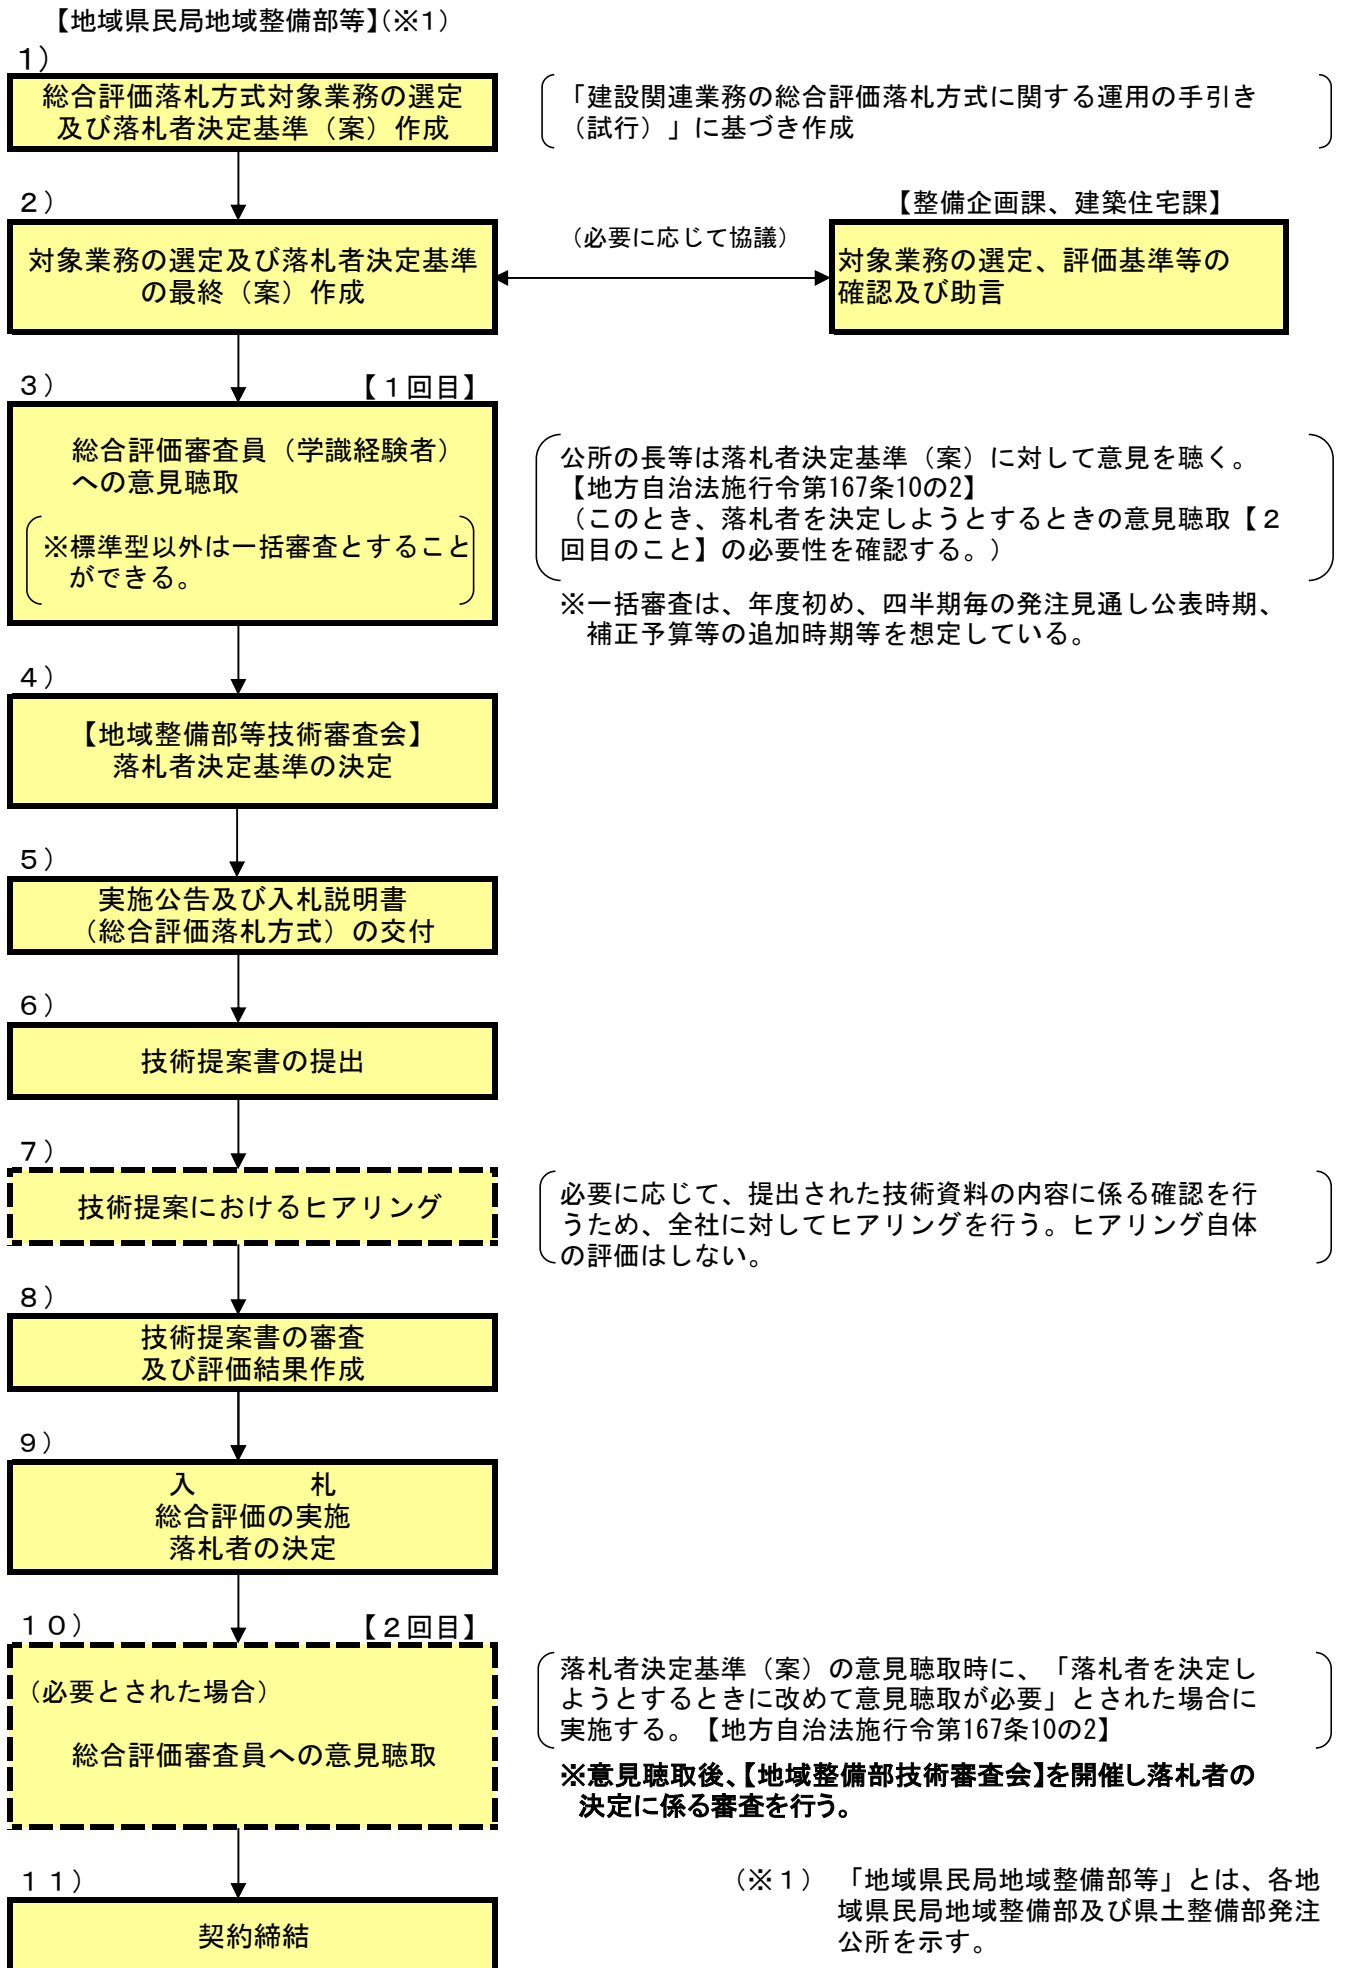 【地域県民局地域整備部等】(※1)
1)
総合評価落札方式対象業務の選定
及び落札者決定基準（案）作成
「建設関連業務の総合評価落札方式に関する運用の手引き
（試行）」に基づき作成
2）
対象業務の選定及び落札者決定基準
の最終（案）作成
（必要に応じて協議）
【整備企画課、建築住宅課】
対象業務の選定、評価基準等の
確認及び助言
3）
【１回目】
総合評価審査員（学識経験者）
への意見聴取
※標準型以外は一括審査とすること
ができる。
公所の長等は落札者決定基準（案）に対して意見を聴く。
【地方自治法施行令第167条10の2】
（このとき、落札者を決定しようとするときの意見聴取【２
回目のこと】の必要性を確認する。）
※一括審査は、年度初め、四半期毎の発注見通し公表時期、
補正予算等の追加時期等を想定している。
4）
【地域整備部等技術審査会】
落札者決定基準の決定
5）
実施公告及び入札説明書
（総合評価落札方式）の交付
6）
技術提案書の提出
7）
技術提案におけるヒアリング
必要に応じて、提出された技術資料の内容に係る確認を行
うため、全社に対してヒアリングを行う。ヒアリング自体
の評価はしない。
8）
技術提案書の審査
及び評価結果作成
9）
入　　　　札
総合評価の実施
落札者の決定
１０）
【２回目】
（必要とされた場合）
総合評価審査員への意見聴取
落札者決定基準（案）の意見聴取時に、「落札者を決定し
ようとするときに改めて意見聴取が必要」とされた場合に
実施する。【地方自治法施行令第167条10の2】
※意見聴取後、【地域整備部技術審査会】を開催し落札者の
決定に係る審査を行う。
１１）
契約締結
（※１）　「地域県民局地域整備部等」とは、各地
域県民局地域整備部及び県土整備部発注
公所を示す。